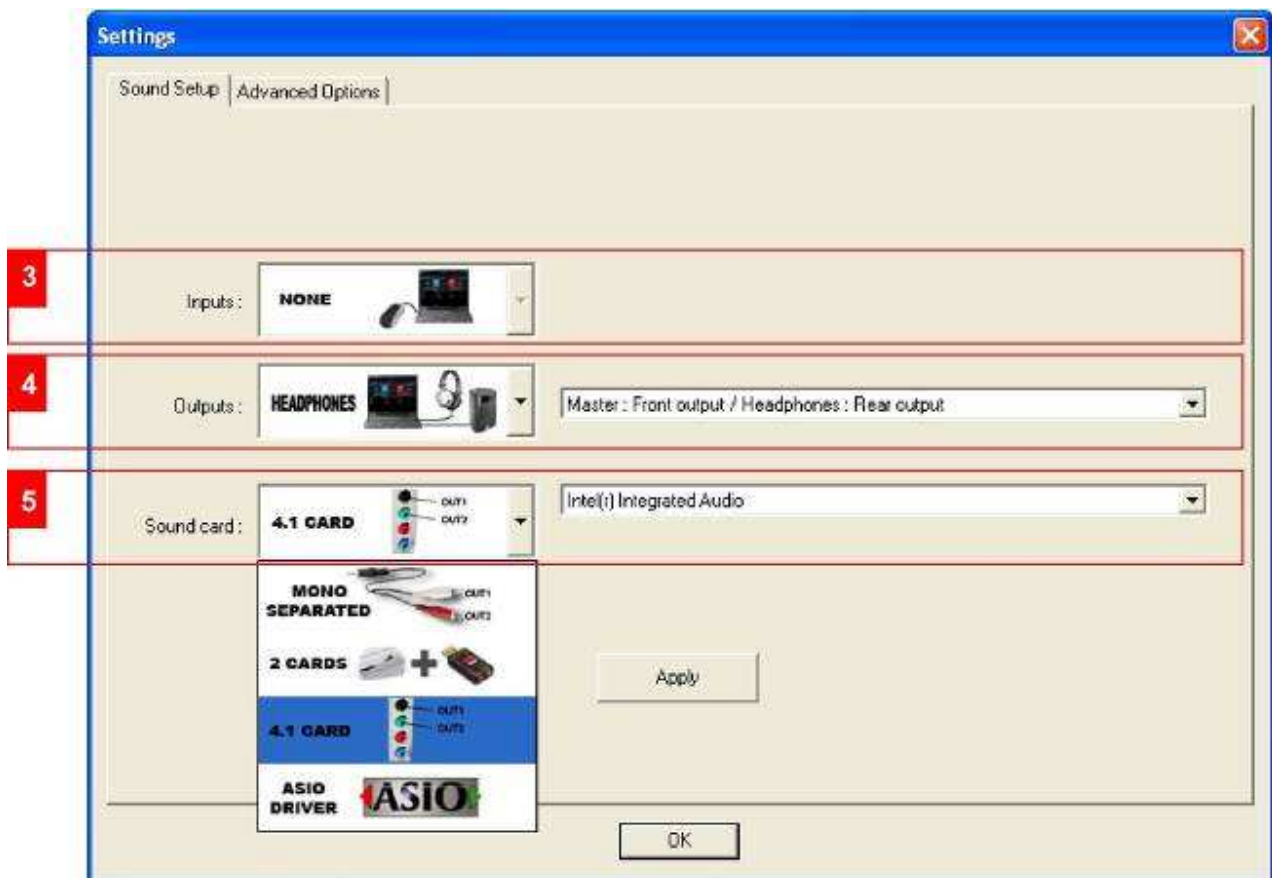 Settings
Sound Setup
Advanced Options
3
Inputs :
NONE
4
Outputs :
HEADPHONES
Master : Front output / Headphones : Rear output
5
Sound card :
4.1 CARD
OUT1
OUT2
Intel(r) Integrated Audio
MONO
SEPARATED
OUT1
OUT2
2 CARDS
Apply
4.1 CARD
OUT1
OUT2
ASIO
DRIVER
ASIO
OK